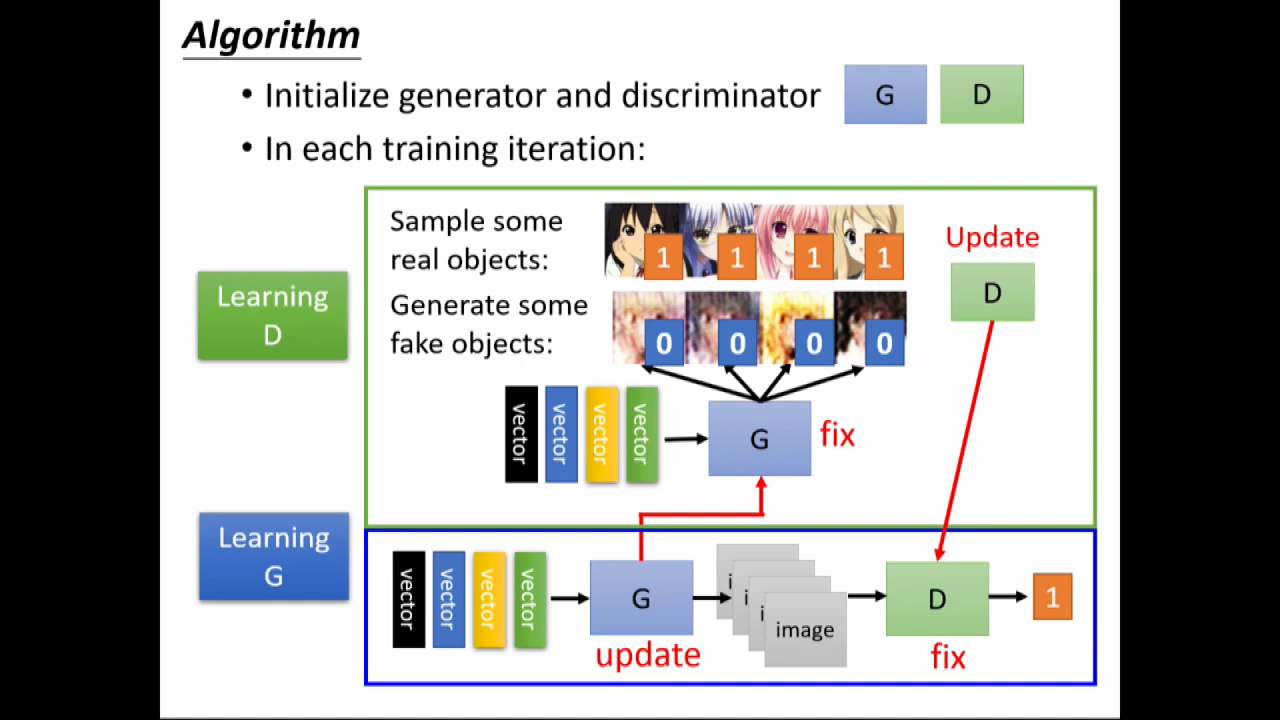 Algorithm
• Initialize generator and discriminator
G
D
• In each training iteration:
Sample some
real objects:
1
1
1
1
Update
D
Learning
D
Generate some
fake objects:
0
0
0
0
vector
vector
vector
vector
G
fix
Learning
G
vector
vector
vector
vector
G
update
i
i
i
image
D
fix
1